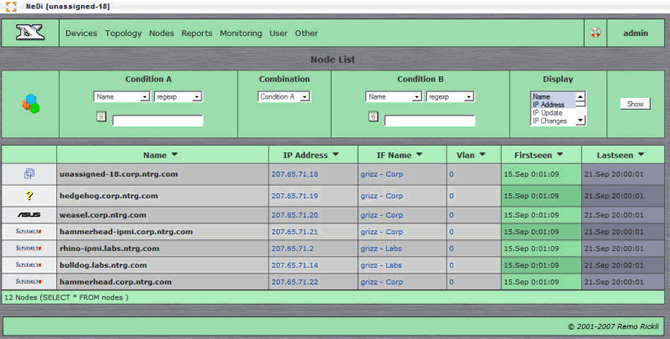 NeDi [unassigned-18]
Devices Topology Nodes Reports Monitoring User Other admin
Node List
Condition A Combination Condition B Display
Name regexp Condition A Name regexp Name
IP Address
IP Update
IP Changes
Show
Name IP Address IF Name Vlan Firstseen Lastseen
unassigned-18.corp.ntrg.com 207.65.71.18 grizz - Corp 0 15.Sep 0:01:09 21.Sep 20:00:01
? hedgehog.corp.ntrg.com 207.65.71.19 grizz - Corp 0 15.Sep 0:01:09 21.Sep 20:00:01
ASUS weasel.corp.ntrg.com 207.65.71.20 grizz - Corp 0 15.Sep 0:01:09 21.Sep 20:00:01
SUPERMICR hammerhead-ipmi.corp.ntrg.com 207.65.71.21 grizz - Corp 0 15.Sep 0:01:09 21.Sep 20:00:01
SUPERMICR rhino-ipmi.labs.ntrg.com 207.65.71.2 grizz - Labs 0 15.Sep 0:01:09 21.Sep 20:00:01
SUPERMICR bulldog.labs.ntrg.com 207.65.71.14 grizz - Labs 0 15.Sep 0:01:09 21.Sep 20:00:01
SUPERMICR hammerhead.corp.ntrg.com 207.65.71.22 grizz - Corp 0 15.Sep 0:01:09 21.Sep 20:00:01
12 Nodes (SELECT * FROM nodes )
© 2001-2007 Remo Rickli